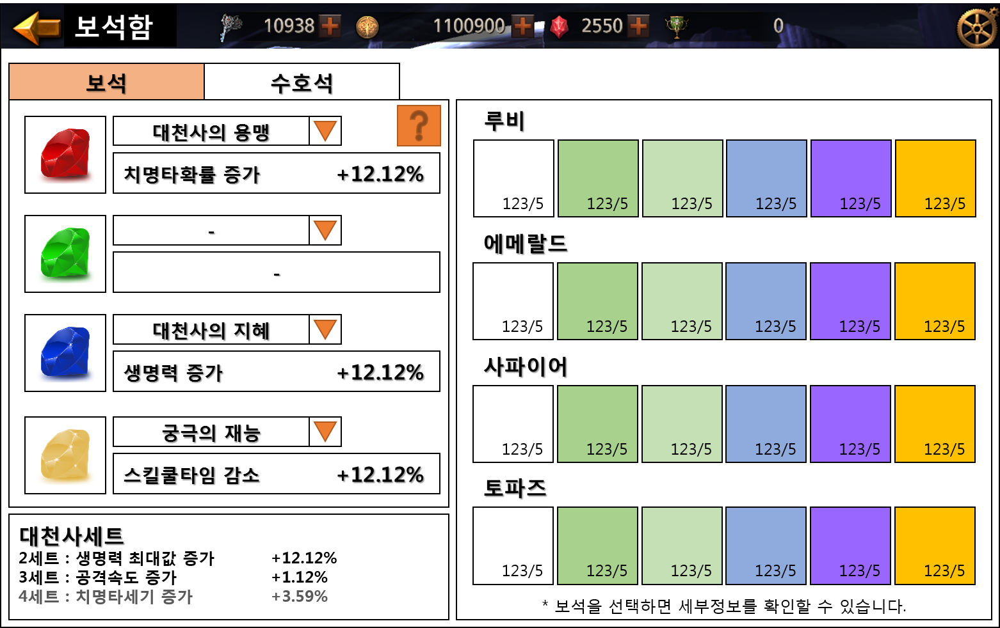 보석함
10938
1100900
2550
0
보석
수호석
대천사의 용맹
?
치명타확률 증가 +12.12%
-
-
대천사의 지혜
생명력 증가 +12.12%
궁극의 재능
스킬쿨타임 감소 +12.12%
대천사세트
2세트 : 생명력 최대값 증가 +12.12%
3세트 : 공격속도 증가 +1.12%
4세트 : 치명타세기 증가 +3.59%
루비
123/5 123/5 123/5 123/5 123/5 123/5
에메랄드
123/5 123/5 123/5 123/5 123/5 123/5
사파이어
123/5 123/5 123/5 123/5 123/5 123/5
토파즈
123/5 123/5 123/5 123/5 123/5 123/5
* 보석을 선택하면 세부정보를 확인할 수 있습니다.